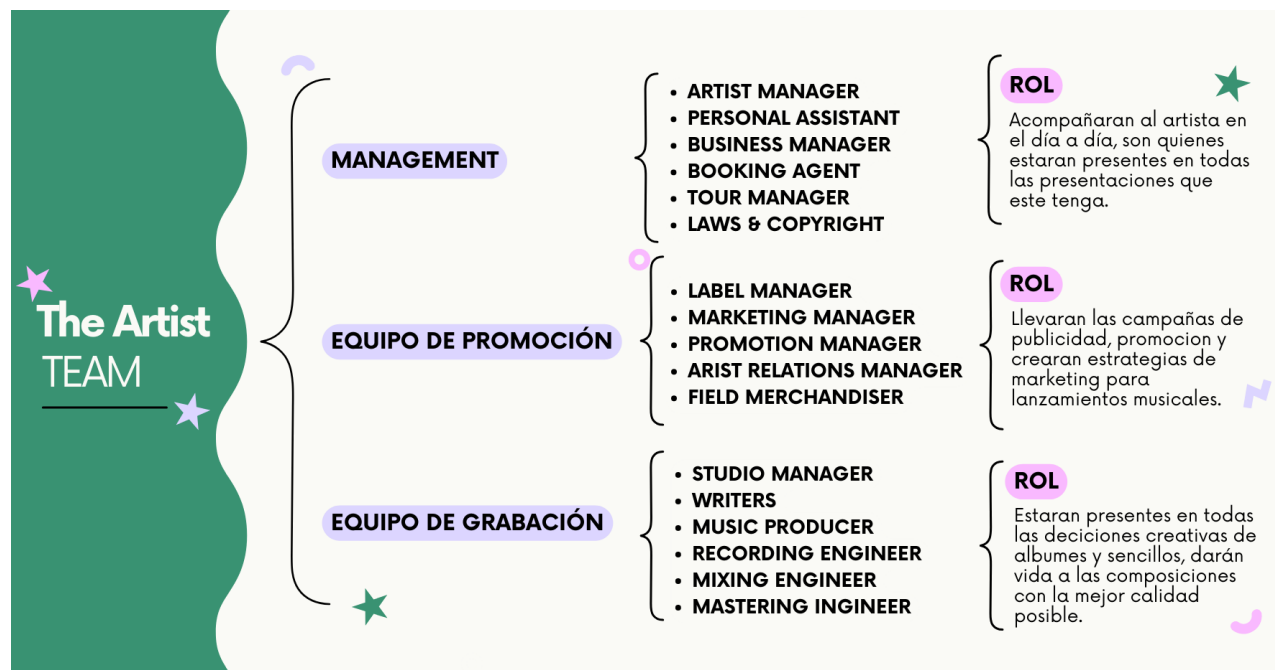 The Artist
TEAM
MANAGEMENT
• ARTIST MANAGER
• PERSONAL ASSISTANT
• BUSINESS MANAGER
• BOOKING AGENT
• TOUR MANAGER
• LAWS & COPYRIGHT
ROL
Acompañaran al artista en
el día a día, son quienes
estaran presentes en todas
las presentaciones que
este tenga.
EQUIPO DE PROMOCIÓN
• LABEL MANAGER
• MARKETING MANAGER
• PROMOTION MANAGER
• ARIST RELATIONS MANAGER
• FIELD MERCHANDISER
ROL
Llevaran las campañas de
publicidad, promocion y
crearan estrategias de
marketing para
lanzamientos musicales.
EQUIPO DE GRABACIÓN
• STUDIO MANAGER
• WRITERS
• MUSIC PRODUCER
• RECORDING ENGINEER
• MIXING ENGINEER
• MASTERING INGINEER
ROL
Estaran presentes en todas
las deciciones creativas de
albumes y sencillos, darán
vida a las composiciones
con la mejor calidad
posible.